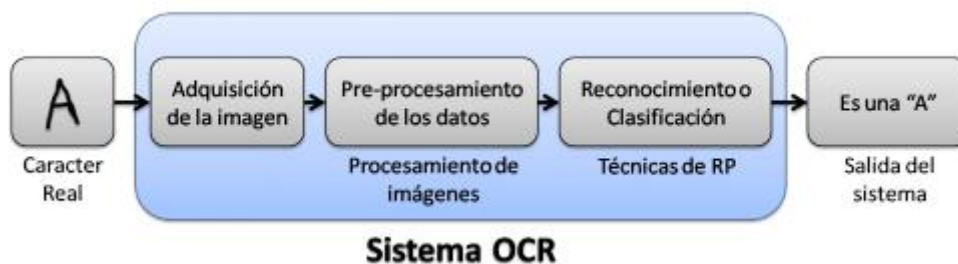 A
Caracter
Real
Adquisición
de la imagen
Pre-procesamiento
de los datos
Procesamiento de
imágenes
Reconocimiento o
Clasificación
Técnicas de RP
Es una “A”
Salida del
sistema
Sistema OCR